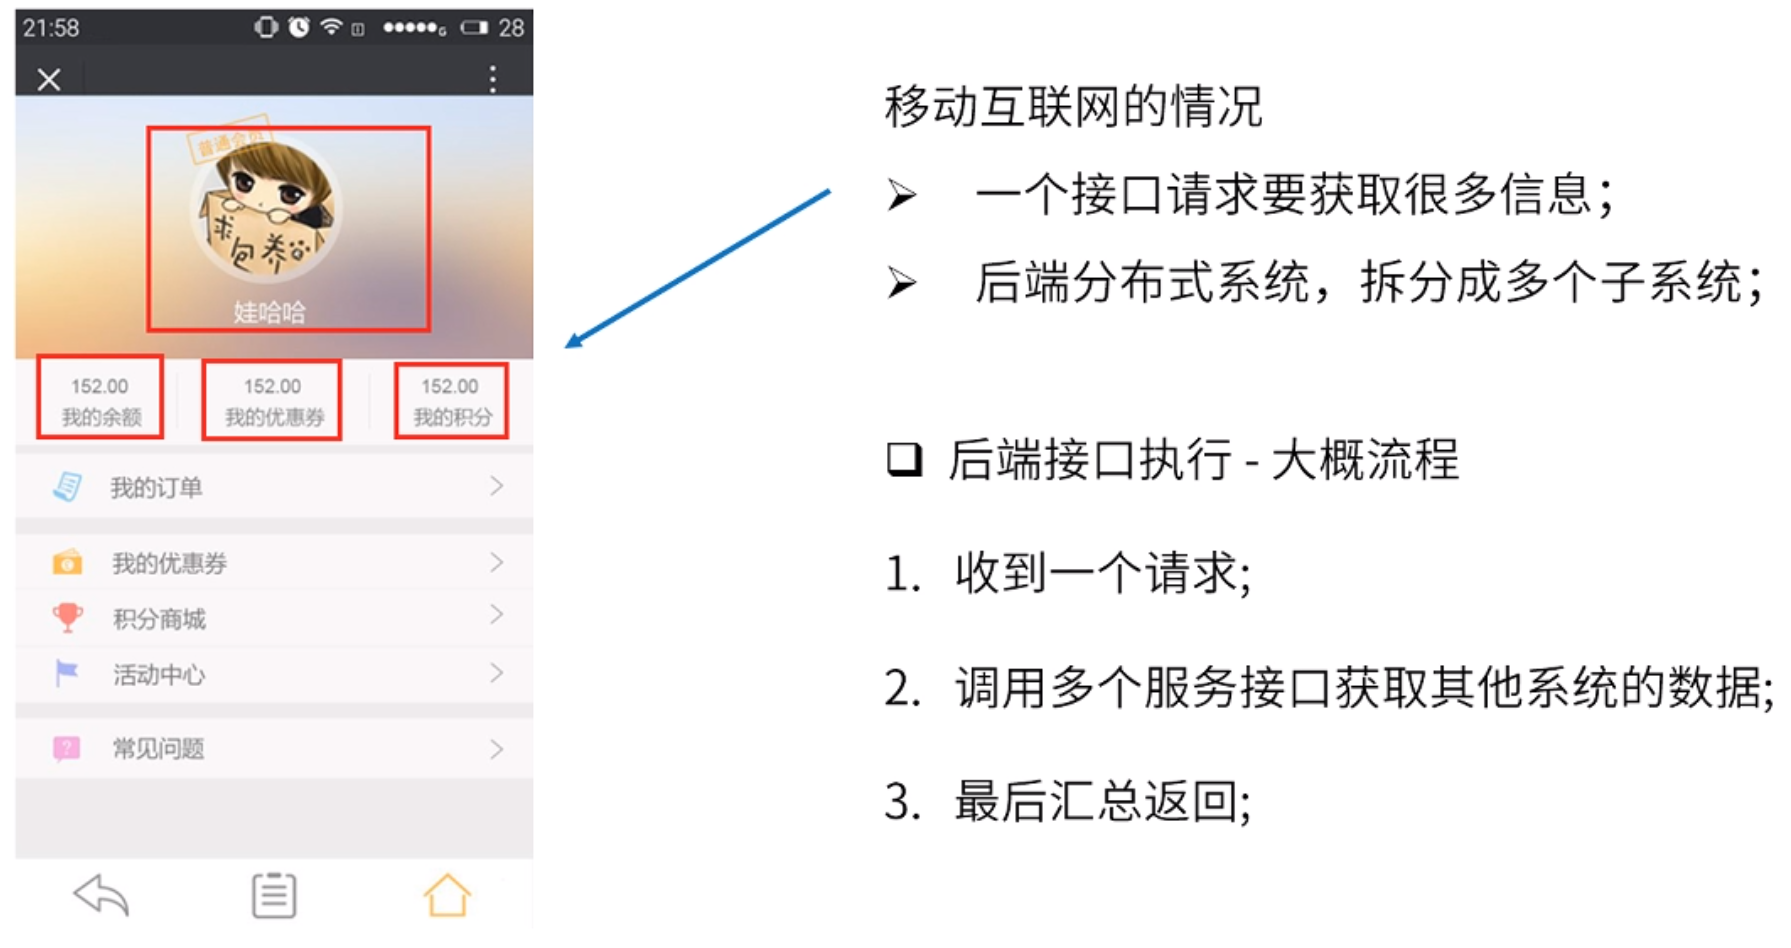 21:58
28
普通会员
求包养
娃哈哈
152.00
我的余额
152.00
我的优惠券
152.00
我的积分
我的订单
我的优惠券
积分商城
活动中心
常见问题
移动互联网的情况
➢ 一个接口请求要获取很多信息；
➢ 后端分布式系统，拆分成多个子系统；
❑ 后端接口执行 - 大概流程
1. 收到一个请求;
2. 调用多个服务接口获取其他系统的数据;
3. 最后汇总返回;